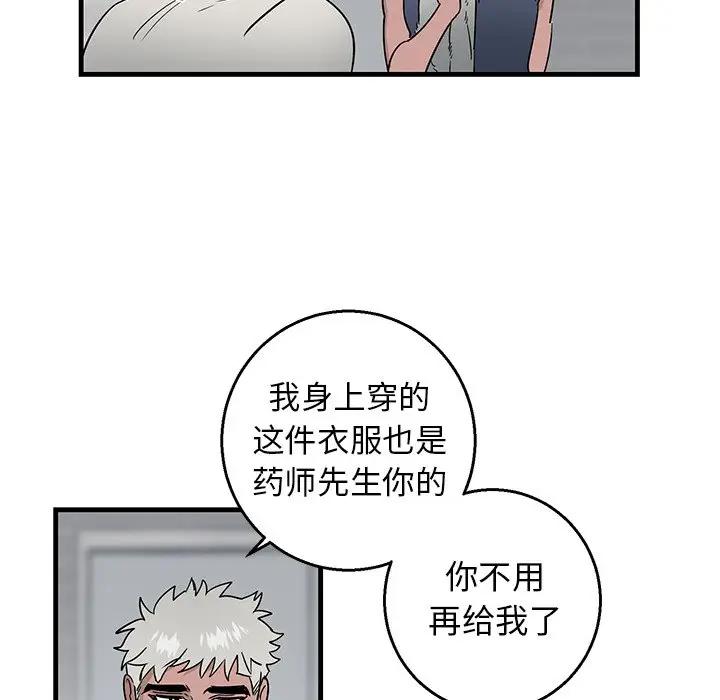 我身上穿的
这件衣服也是
药师先生你的
你不用
再给我了